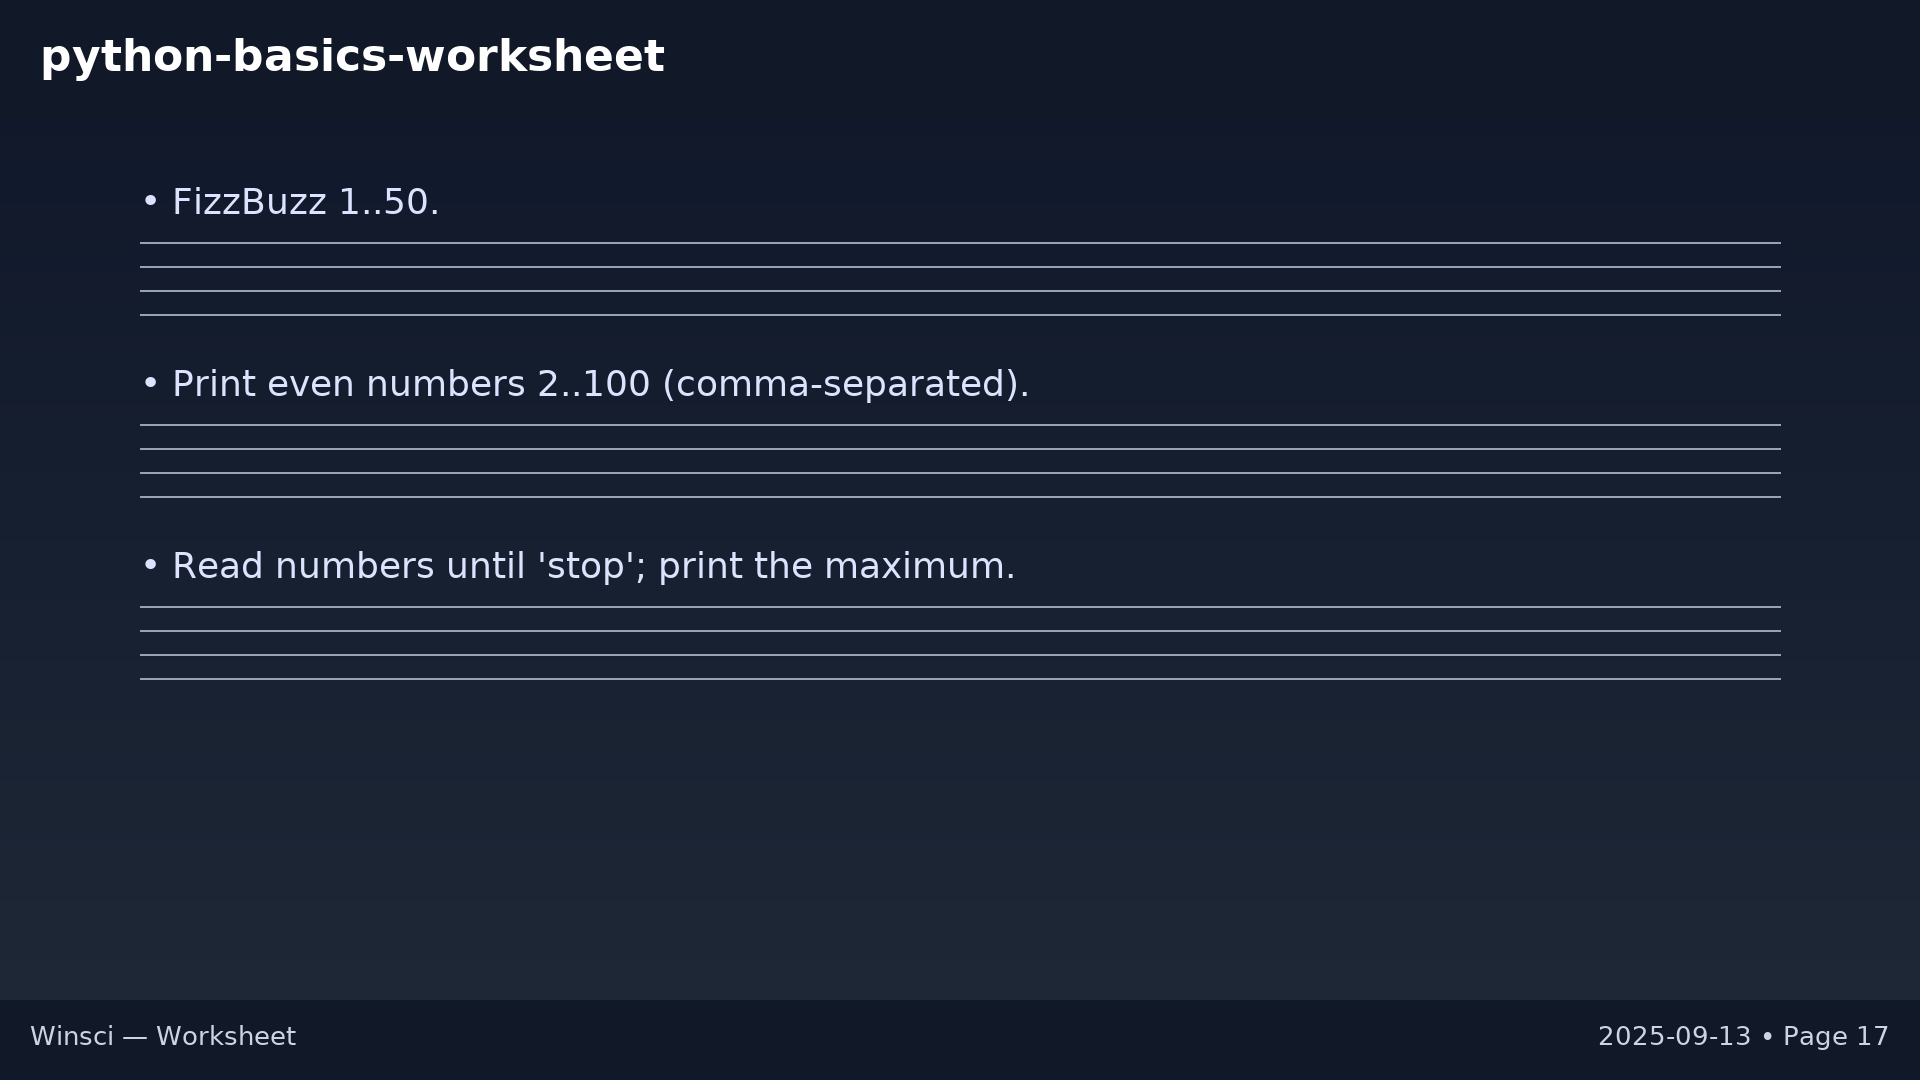 python-basics-worksheet
• FizzBuzz 1..50.
• Print even numbers 2..100 (comma-separated).
• Read numbers until 'stop'; print the maximum.
Winsci — Worksheet
2025-09-13 • Page 17